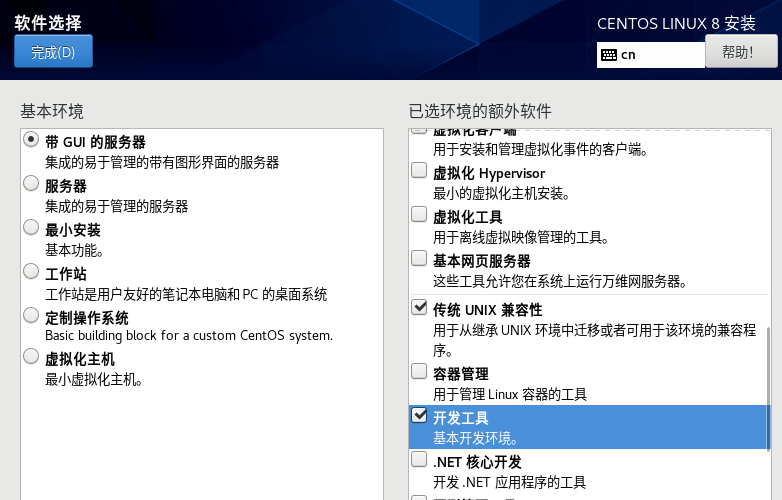 软件选择
CENTOS LINUX 8 安装
完成(D)
cn
帮助!
基本环境
带 GUI 的服务器
集成的易于管理的带有图形界面的服务器
服务器
集成的易于管理的服务器
最小安装
基本功能。
工作站
工作站是用户友好的笔记本电脑和 PC 的桌面系统
定制操作系统
Basic building block for a custom CentOS system.
虚拟化主机
最小虚拟化主机。
已选环境的额外软件
虚拟化客户端
用于安装和管理虚拟化事件的客户端。
虚拟化 Hypervisor
最小的虚拟化主机安装。
虚拟化工具
用于离线虚拟映像管理的工具。
基本网页服务器
这些工具允许您在系统上运行万维网服务器。
传统 UNIX 兼容性
用于从继承 UNIX 环境中迁移或者可用于该环境的兼容程
序。
容器管理
用于管理 Linux 容器的工具
开发工具
基本开发环境。
.NET 核心开发
开发 .NET 应用程序的工具